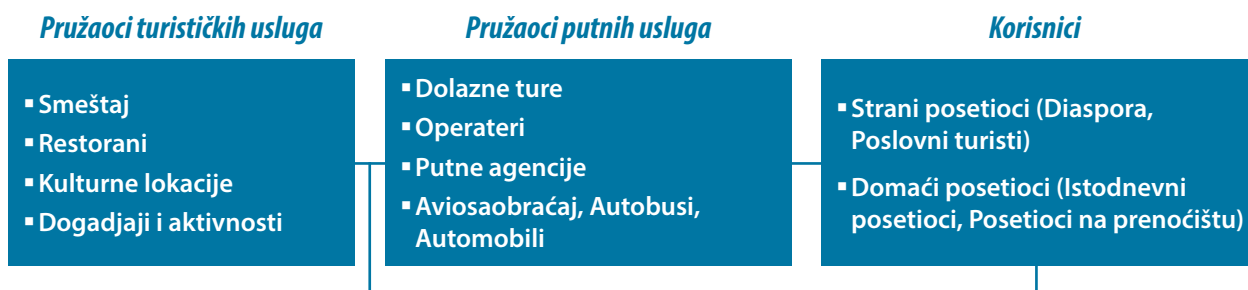 Pružaoci turističkih usluga
▪ Smeštaj
▪ Restorani
▪ Kulturne lokacije
▪ Dogadjaji i aktivnosti
Pružaoci putnih usluga
▪ Dolazne ture
▪ Operateri
▪ Putne agencije
▪ Aviosaobraćaj, Autobusi,
Automobili
Korisnici
▪ Strani posetioci (Diaspora,
Poslovni turisti)
▪ Domaći posetioci (Istodnevni
posetioci, Posetioci na prenoćištu)